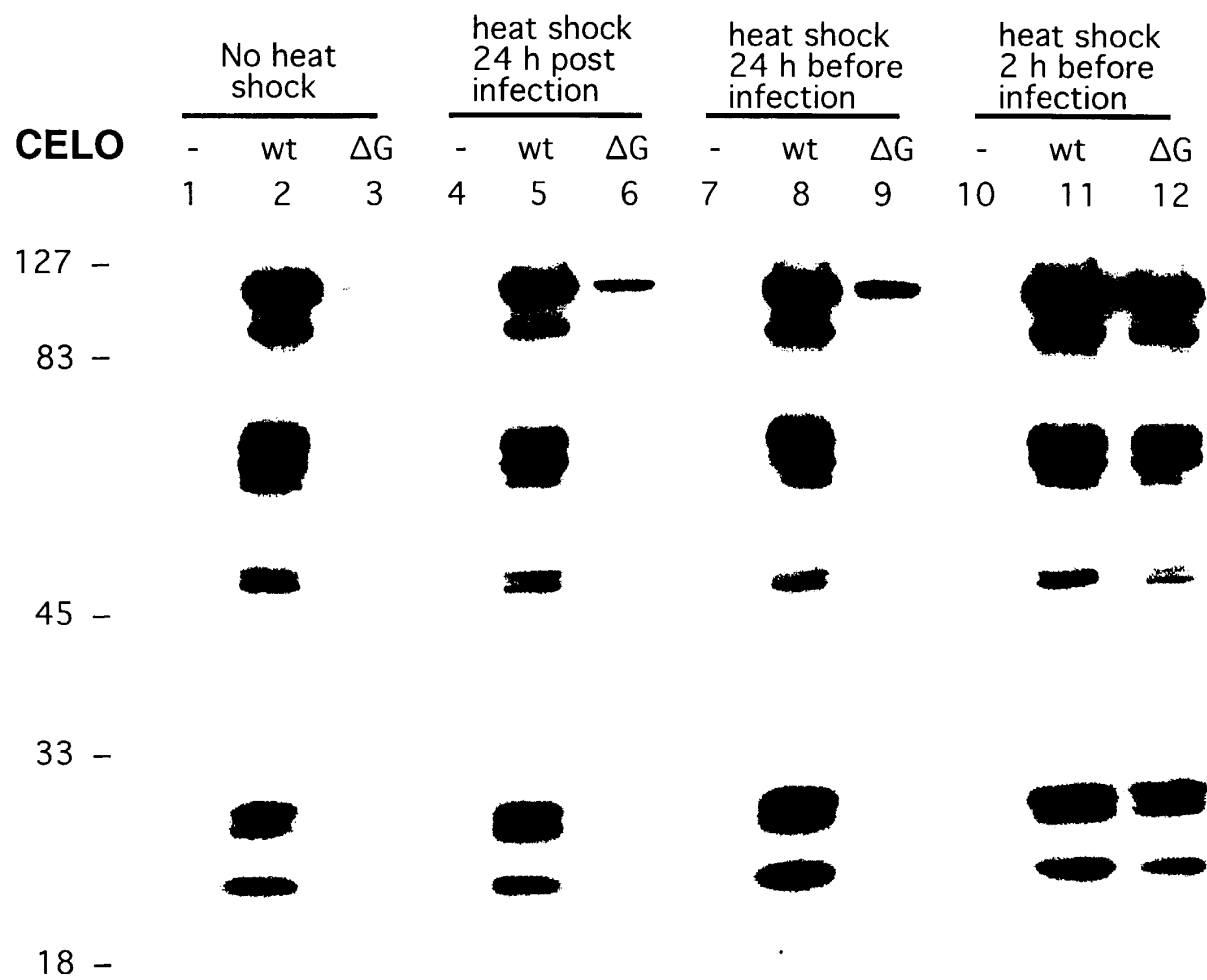 No heat shock
heat shock 24 h post infection
heat shock 24 h before infection
heat shock 2 h before infection
CELO - wt ΔG - wt ΔG - wt ΔG - wt ΔG
1 2 3 4 5 6 7 8 9 10 11 12
127 –
83 –
45 –
33 –
18 –